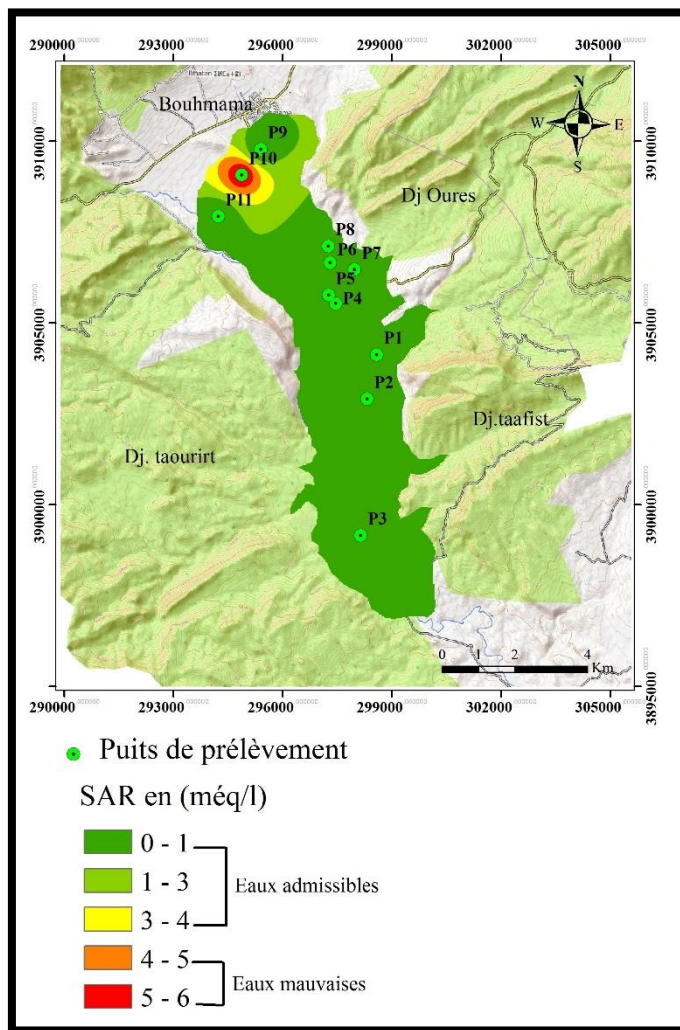 290000 293000 296000 299000 302000 305000
Bouhmama
N
W E
S
P9
P10
P11
Dj Oures
P8
P6 P7
P5
P4
P1
P2
Dj. taourirt
Dj.taafist
P3
3910000
3905000
3900000
3895000
3910000
3905000
3900000
0 1 2 4
Km
290000 293000 296000 299000 302000 305000
Puits de prélèvement
SAR en (méq/l)
0 - 1
1 - 3
3 - 4
Eaux admissibles
4 - 5
5 - 6
Eaux mauvaises